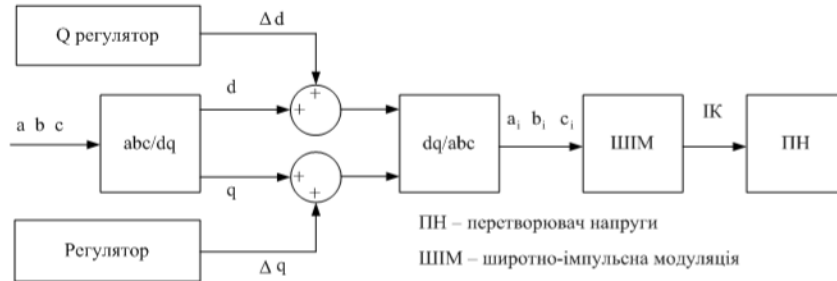 Q регулятор
Δ d
d
a b c
abc/dq
dq/abc
a_i b_i c_i
ШІМ
ІК
ПН
q
Регулятор
Δ q
+
+
+
+
ПН – перетворювач напруги
ШІМ – широтно-імпульсна модуляція